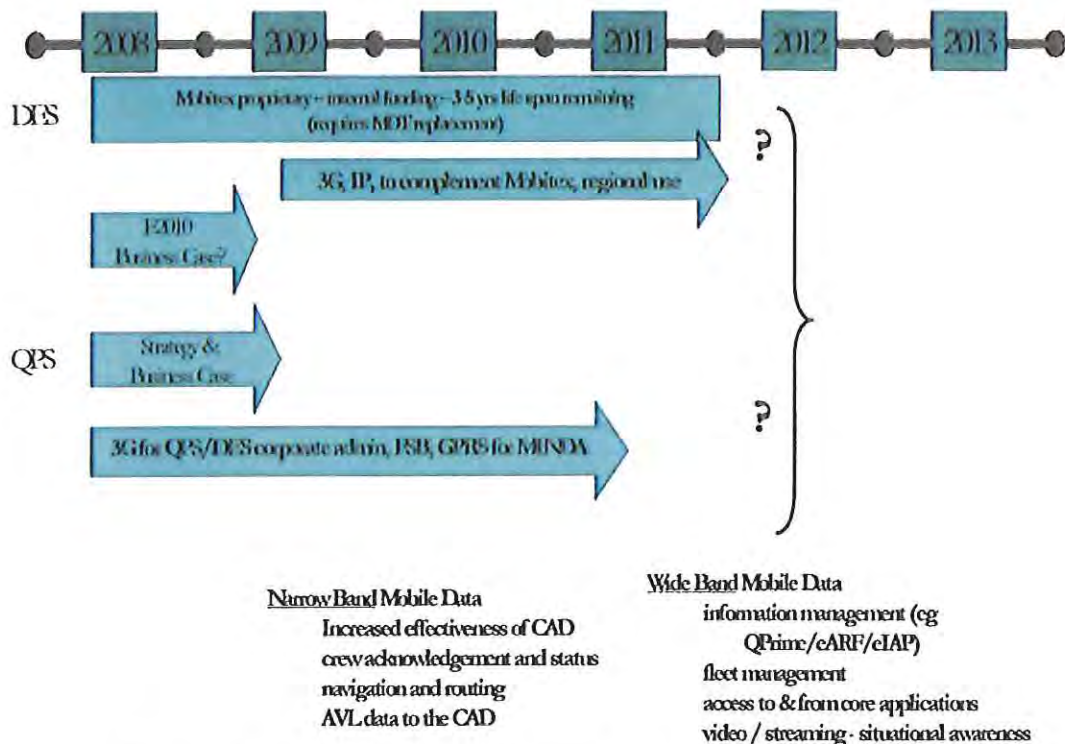 2008 2009 2010 2011 2012 2013
DES
Mobitex proprietary - internal funding - 3-5 yrs life span remaining
(requires MDT replacement)
?
3G, IP, to complement Mobitex, regional use
E2010
Business Case?
QPS
Strategy &
Business Case
?
3G for QPS/DES corporate admin, RSB, GPRS for MINDA
Narrow Band Mobile Data
Increased effectiveness of CAD
crew acknowledgement and status
navigation and routing
AVL data to the CAD
Wide Band Mobile Data
information management (eg
QPrime/eARF/eIAP)
fleet management
access to & from core applications
video / streaming - situational awareness